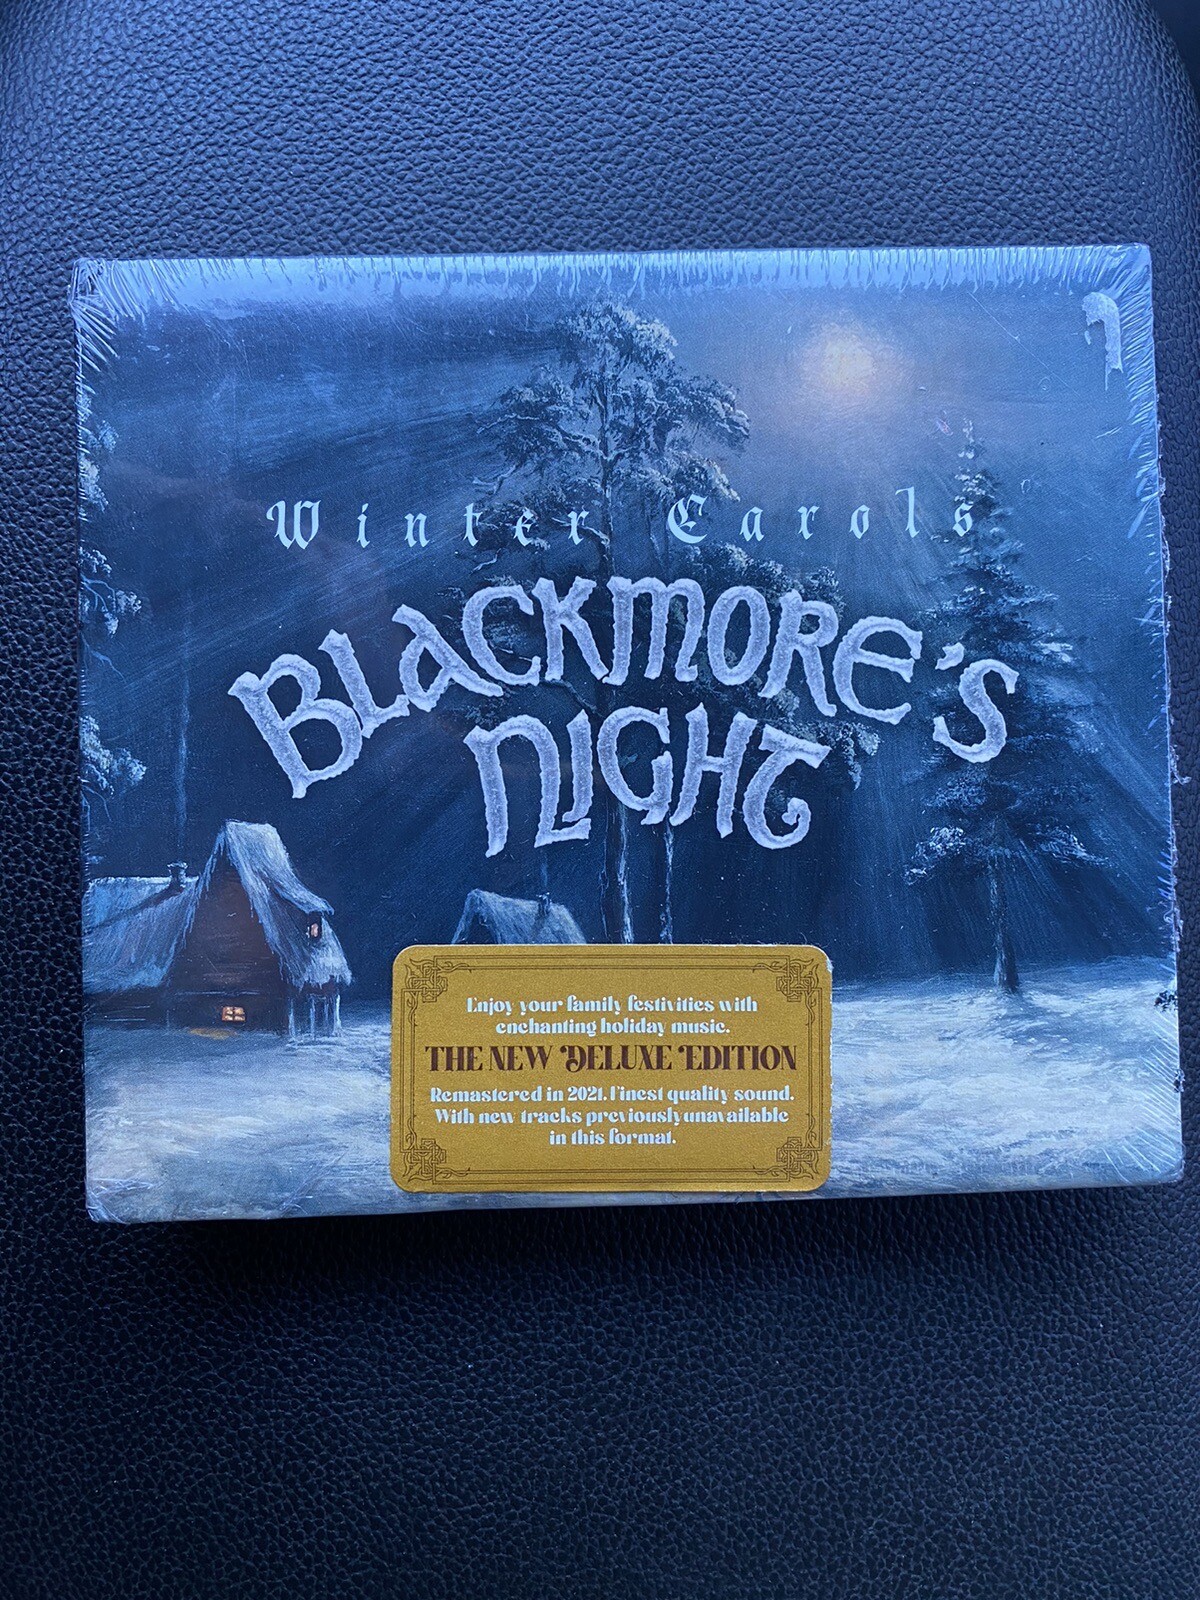 Winter Carols
BLACKMORE'S
NIGHT
Enjoy your family festivities with
enchanting holiday music.
THE NEW DELUXE EDITION
Remastered in 2021. Finest quality sound.
With new tracks previously unavailable
in this format.